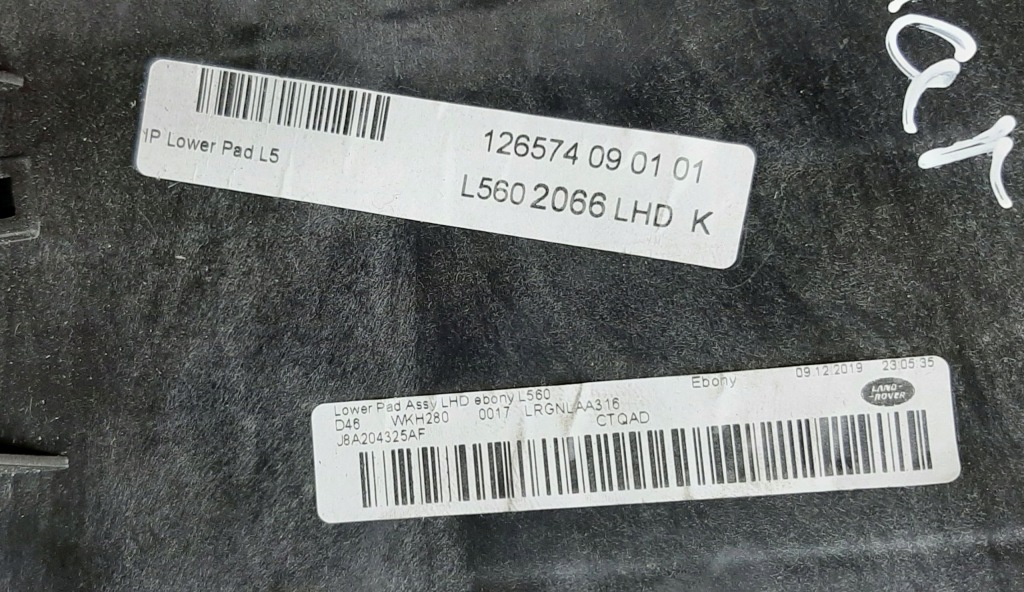 IP Lower Pad L5
126574 09 01 01
L560 2066 LHD K
Lower Pad Assy LHD ebony L560 Ebony 09.12.2019 23:05:35
D46 WKH280 0017 LRGNLAA316
J8A204325AF CTQAD
LAND-
-ROVER